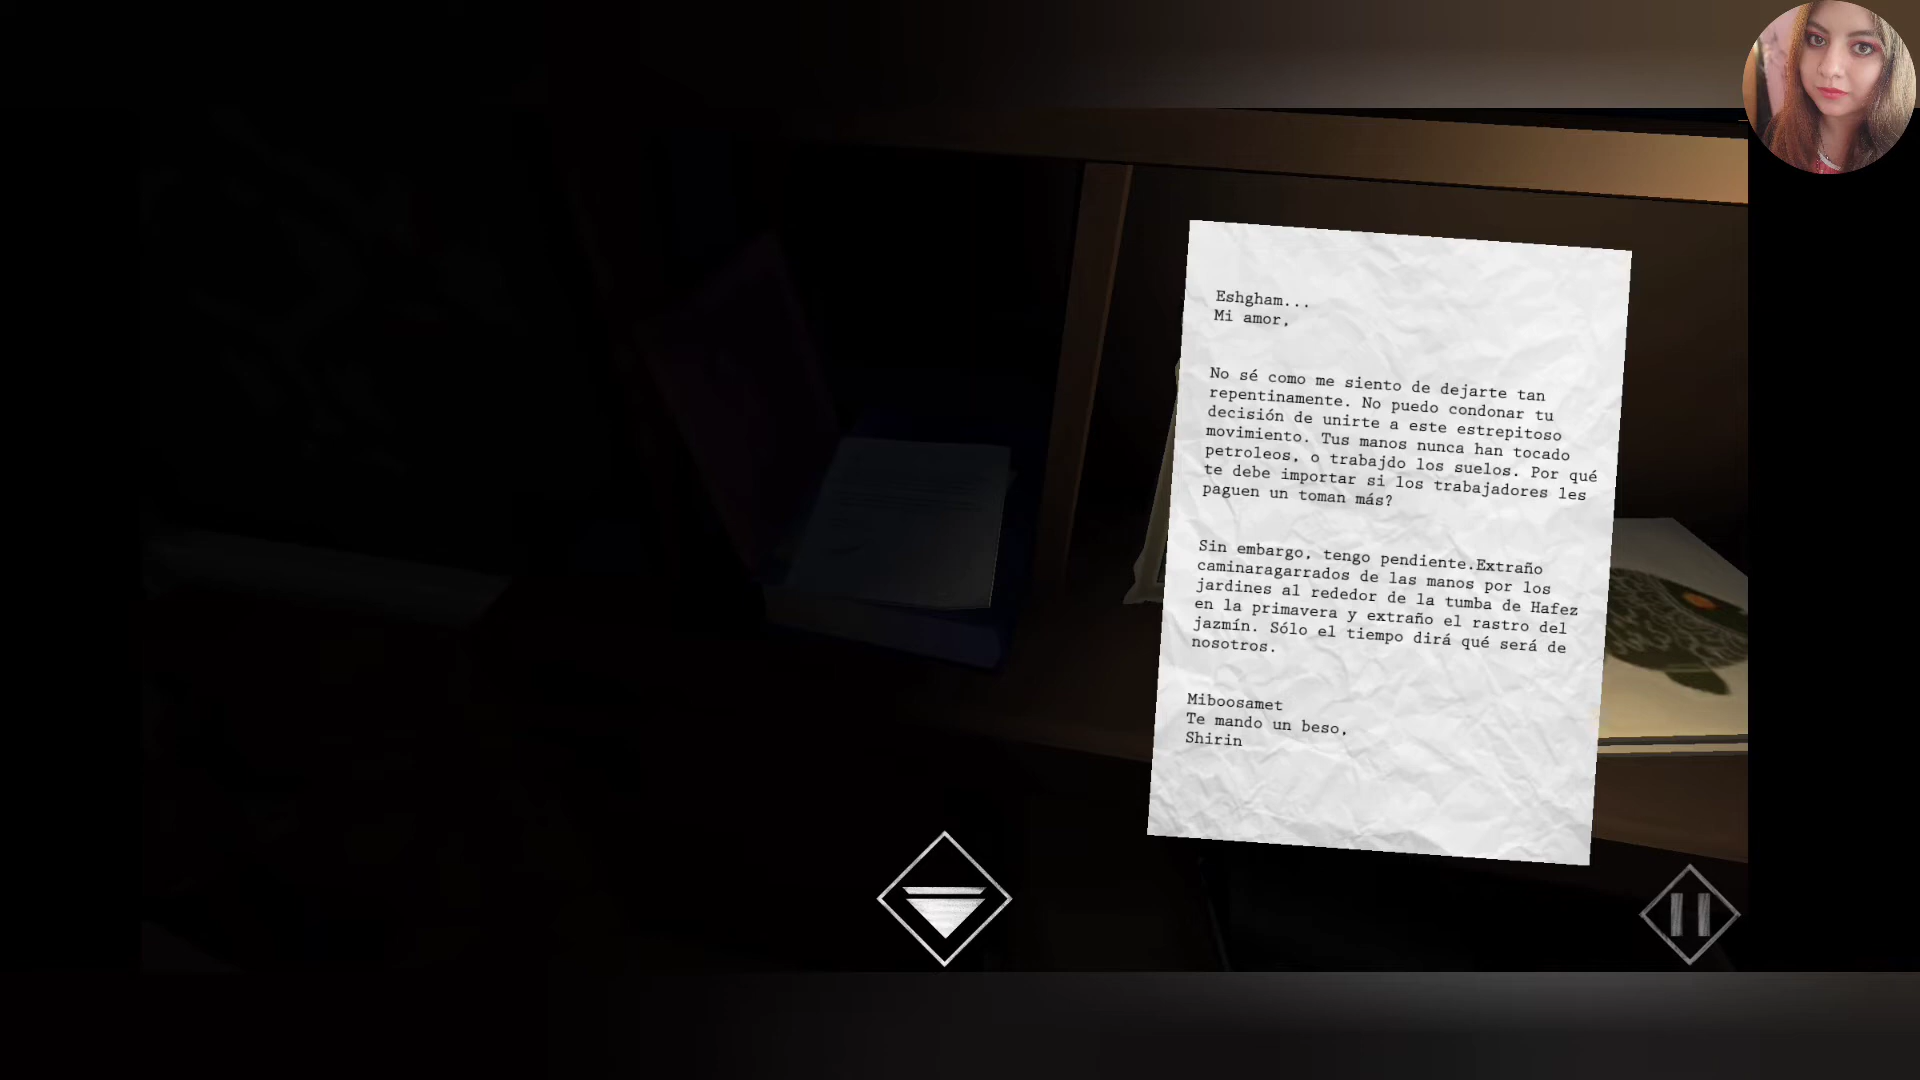 Eshgham...
Mi amor,
No sé como me siento de dejarte tan
repentinamente. No puedo condonar tu
decisión de unirte a este estrepitoso
movimiento. Tus manos nunca han tocado
petroleos, o trabajdo los suelos. Por qué
te debe importar si los trabajadores les
paguen un toman más?
Sin embargo, tengo pendiente.Extraño
caminaragarrados de las manos por los
jardines al rededor de la tumba de Hafez
en la primavera y extraño el rastro del
jazmín. Sólo el tiempo dirá qué será de
nosotros.
Miboosamet
Te mando un beso,
Shirin